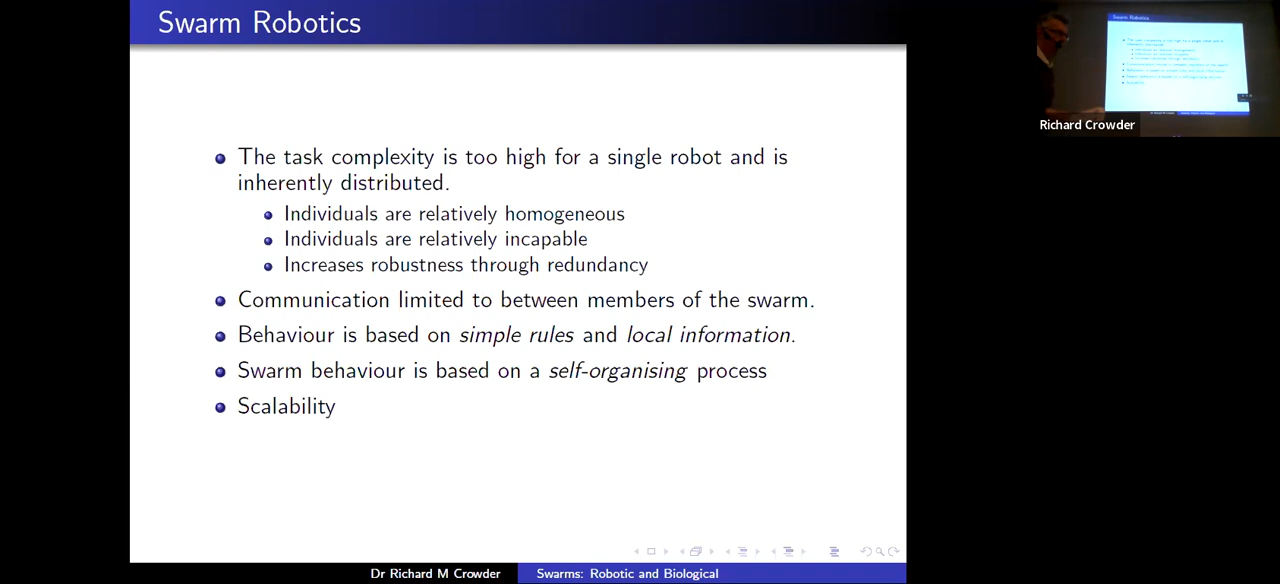 Swarm Robotics
The task complexity is too high for a single robot and is
inherently distributed.
Individuals are relatively homogeneous
Individuals are relatively incapable
Increases robustness through redundancy
Communication limited to between members of the swarm.
Behaviour is based on simple rules and local information.
Swarm behaviour is based on a self-organising process
Scalability
Dr Richard M Crowder
Swarms: Robotic and Biological
Swarm Robotics
Richard Crowder